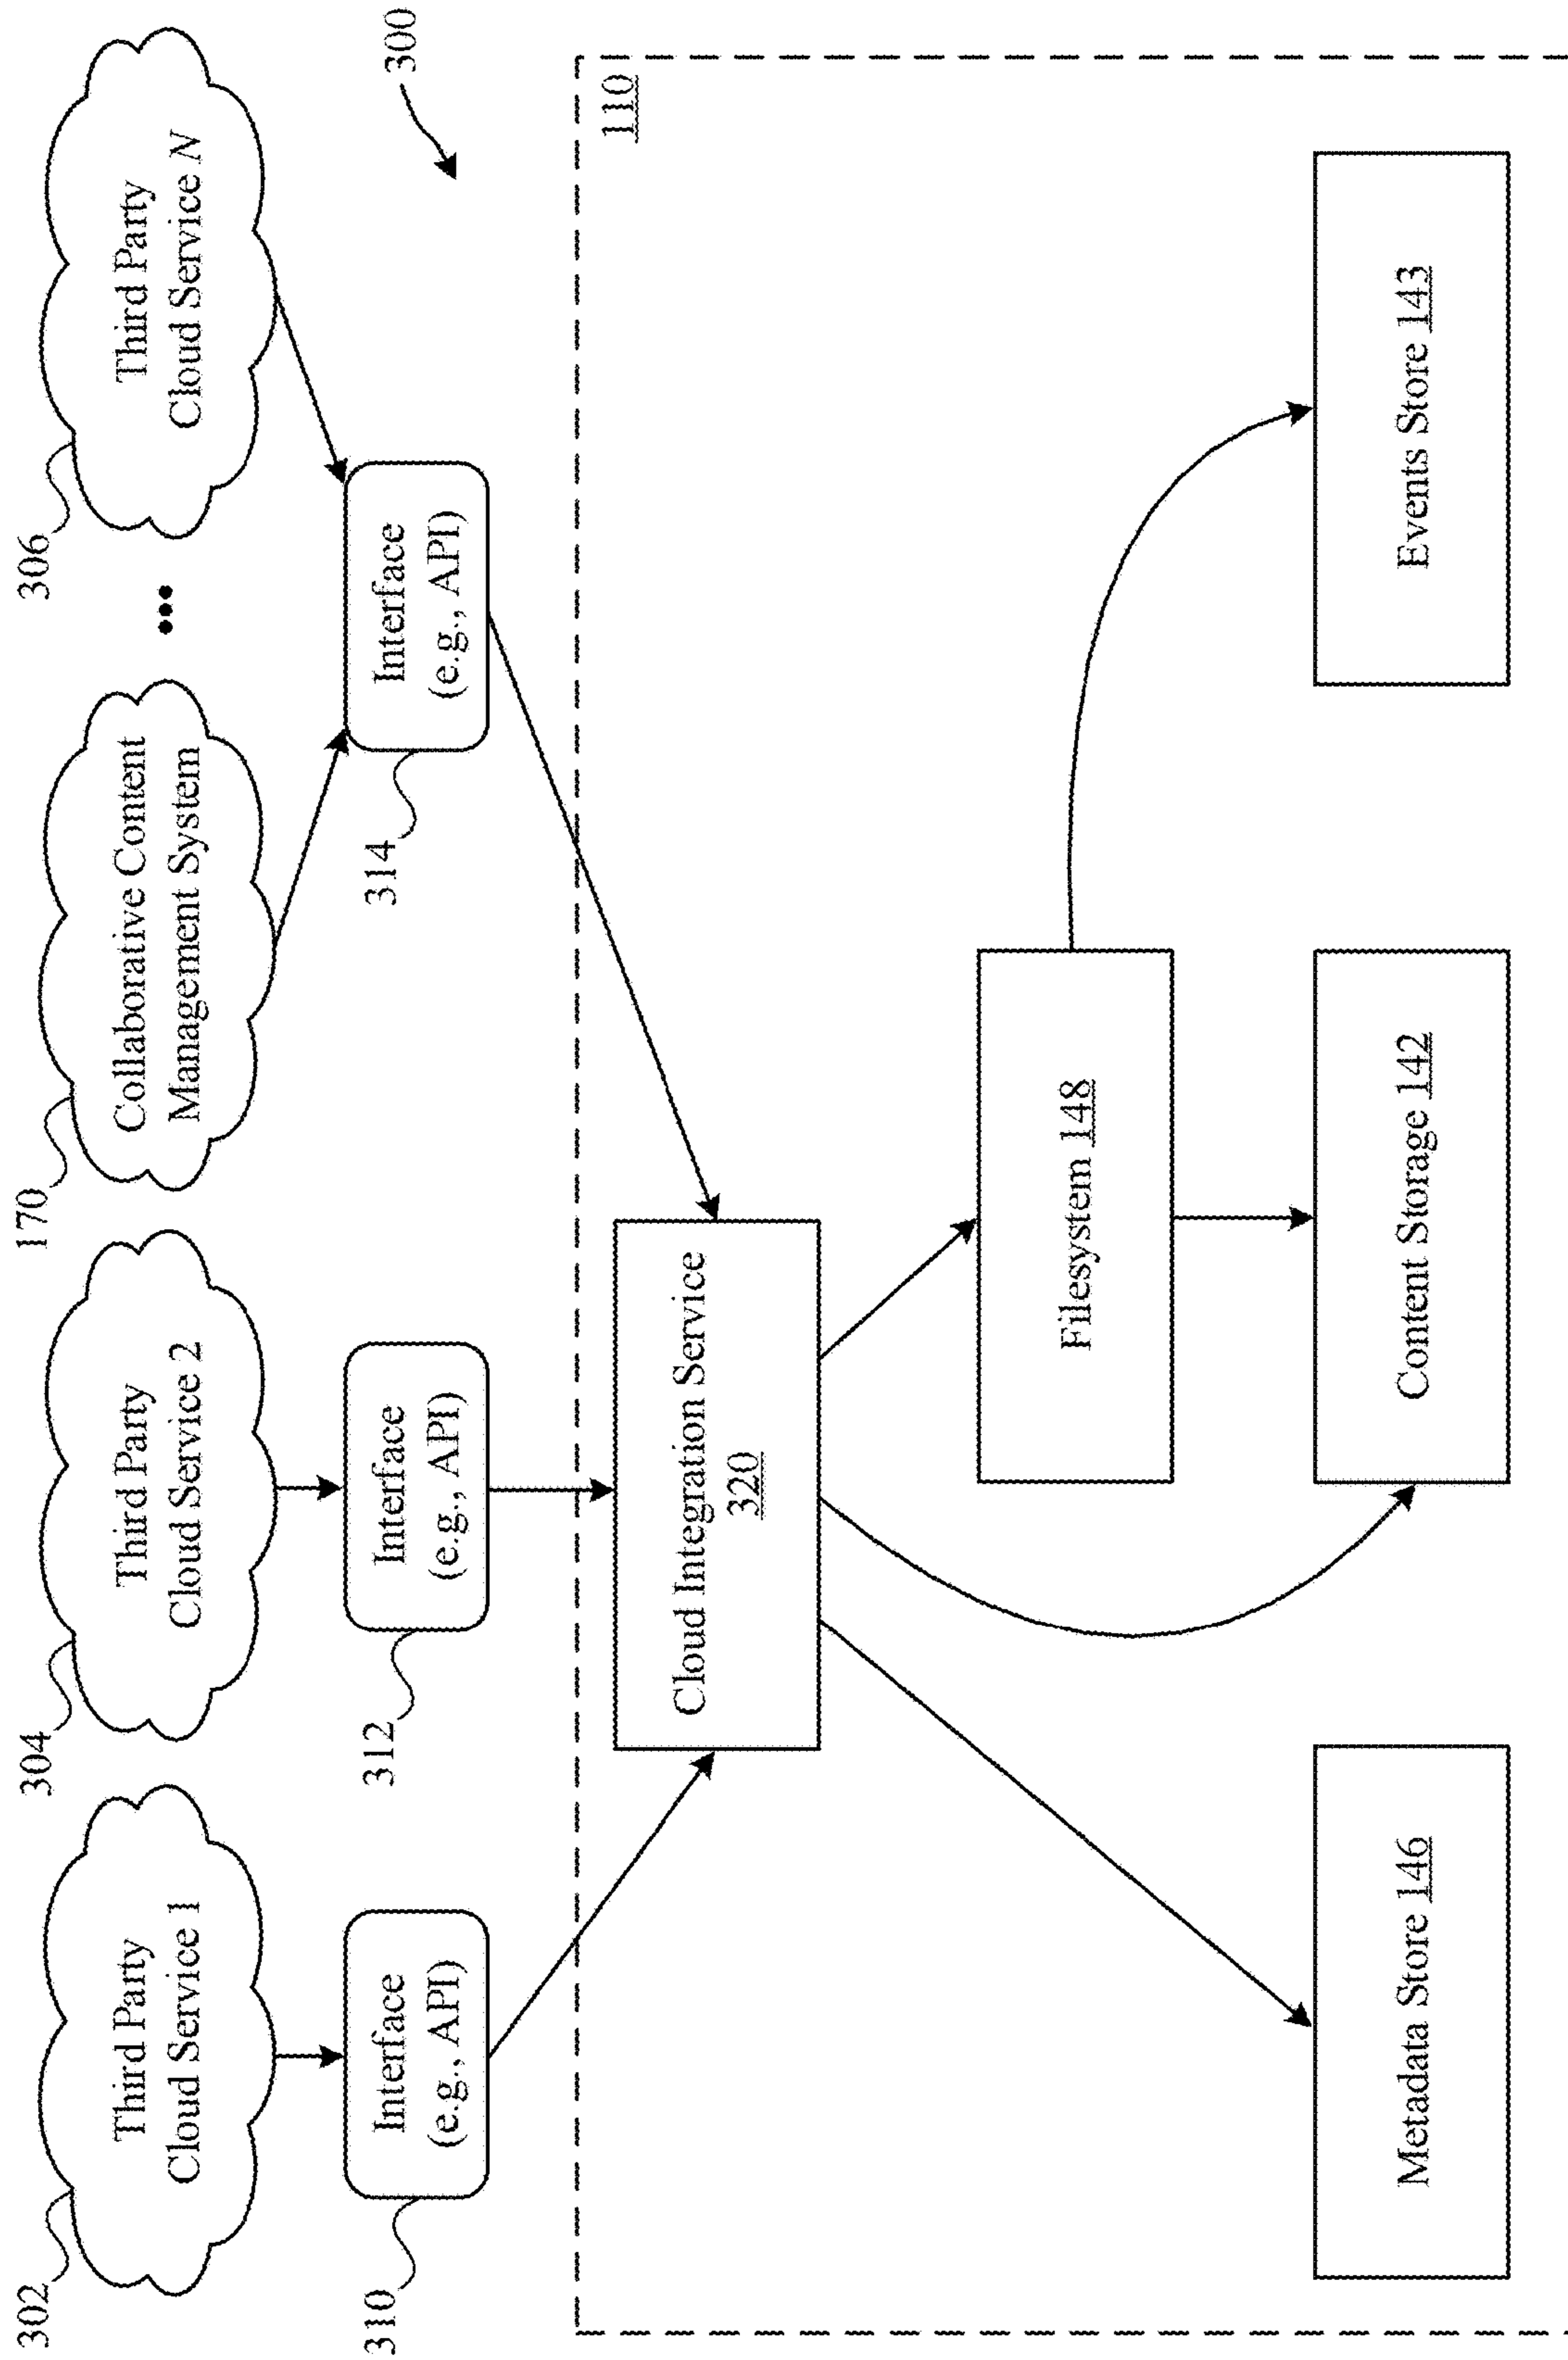 302
Third Party
Cloud Service 1
304
Third Party
Cloud Service 2
170
Collaborative Content
Management System
•••
306
Third Party
Cloud Service N
310
Interface
(e.g., API)
312
Interface
(e.g., API)
314
Interface
(e.g., API)
300
110
Cloud Integration Service
320
Filesystem 148
Metadata Store 146
Content Storage 142
Events Store 143